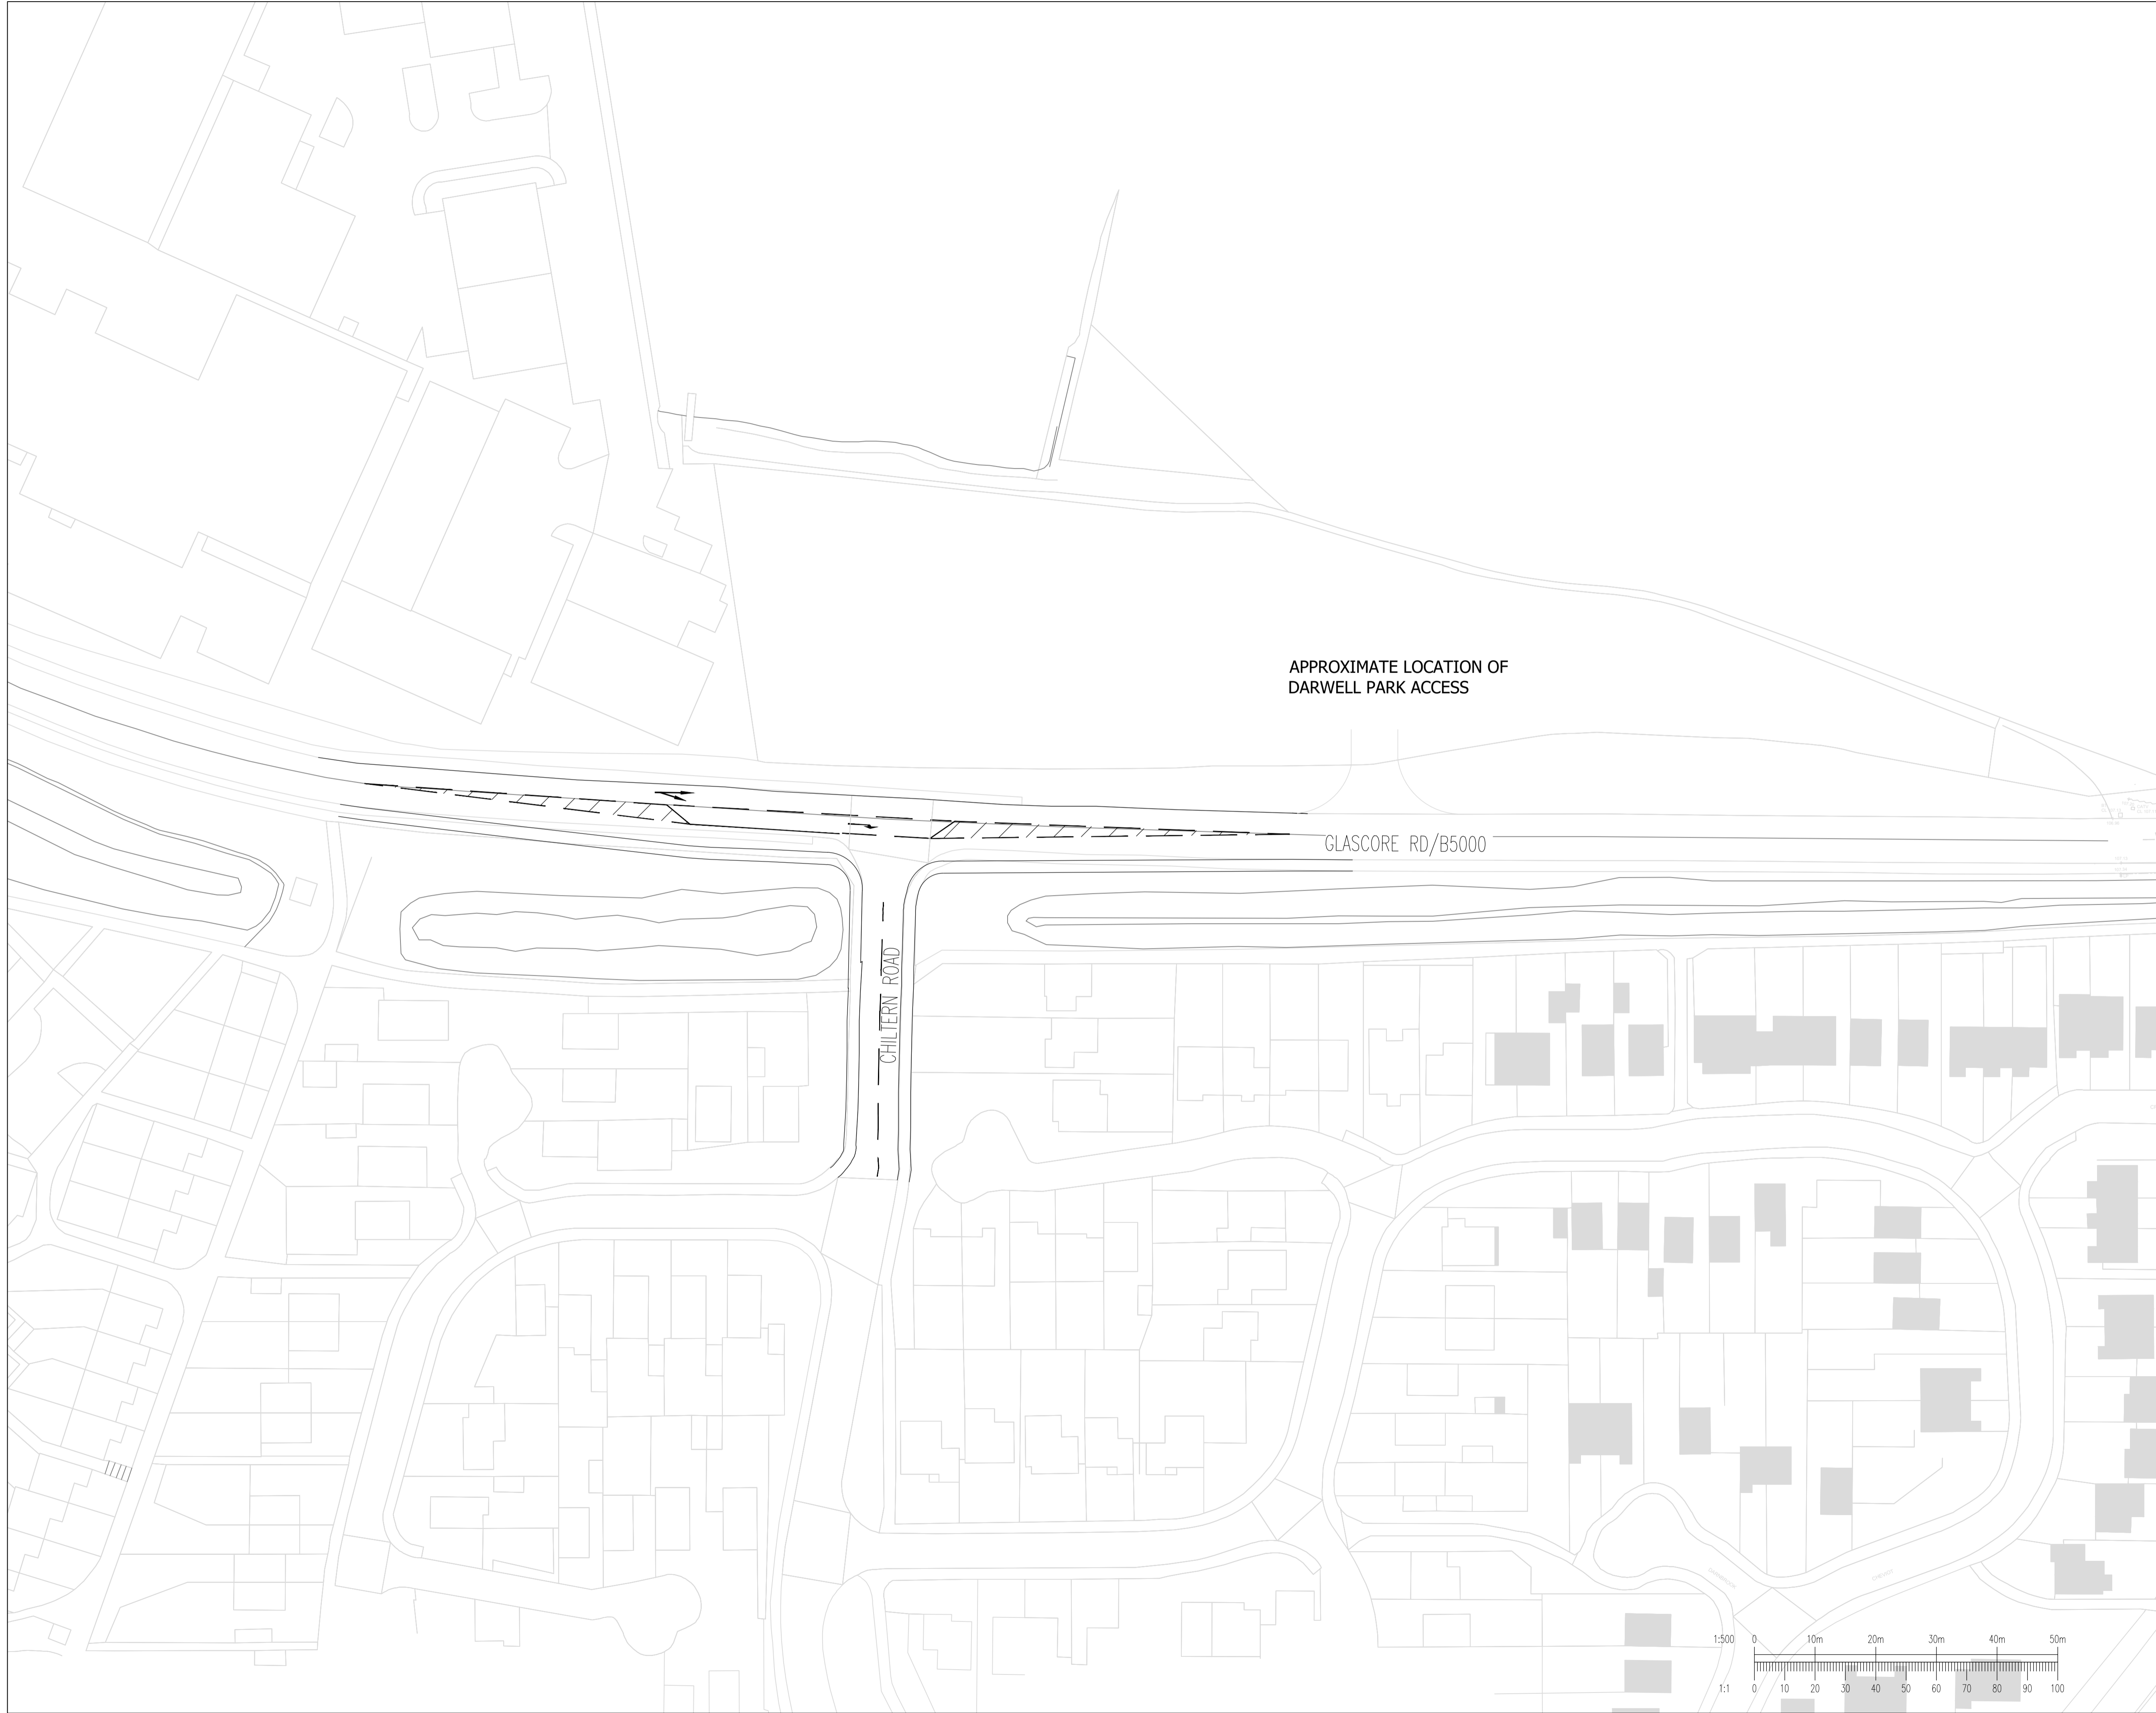 APPROXIMATE LOCATION OF
DARWELL PARK ACCESS
GLASCORE RD/B5000
CHILTERN ROAD
1:500 0 10m 20m 30m 40m 50m
1:1 0 10 20 30 40 50 60 70 80 90 100